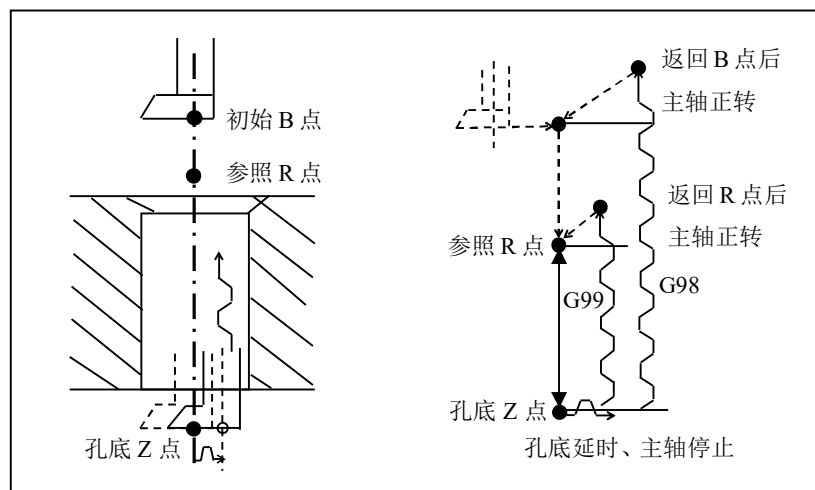 初始 B 点
参照 R 点
孔底 Z 点
返回 B 点后
主轴正转
返回 R 点后
主轴正转
参照 R 点
G99
G98
孔底 Z 点
孔底延时、主轴停止